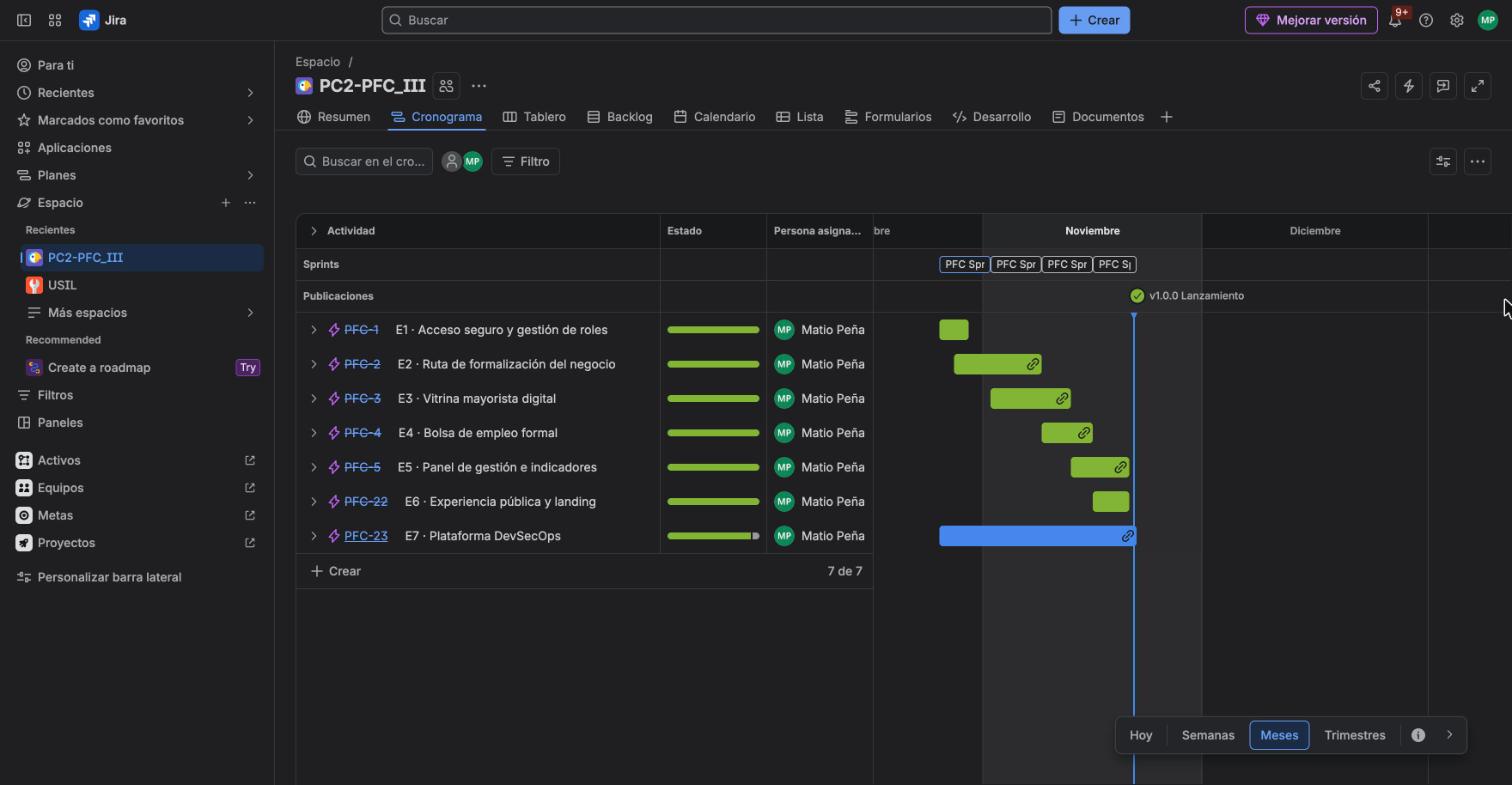 Jira
Buscar
Crear
Mejorar versión
9+
MP
Para ti
Recientes
Marcados como favoritos
Aplicaciones
Planes
Espacio
Recientes
PC2-PFC_III
USIL
Más espacios
Recommended
Create a roadmap Try
Filtros
Paneles
Activos
Equipos
Metas
Proyectos
Personalizar barra lateral
Espacio /
PC2-PFC_III
Resumen Cronograma Tablero Backlog Calendario Lista Formularios Desarrollo Documentos
Buscar en el cro... MP Filtro
Actividad Estado Persona asigna... bre Noviembre Diciembre
Sprints PFC Spr PFC Spr PFC Spr PFC Sp
Publicaciones v1.0.0 Lanzamiento
PFC-1 E1 · Acceso seguro y gestión de roles MP Matio Peña
PFC-2 E2 · Ruta de formalización del negocio MP Matio Peña
PFC-3 E3 · Vitrina mayorista digital MP Matio Peña
PFC-4 E4 · Bolsa de empleo formal MP Matio Peña
PFC-5 E5 · Panel de gestión e indicadores MP Matio Peña
PFC-22 E6 · Experiencia pública y landing MP Matio Peña
PFC-23 E7 · Plataforma DevSecOps MP Matio Peña
Crear 7 de 7
Hoy Semanas Meses Trimestres